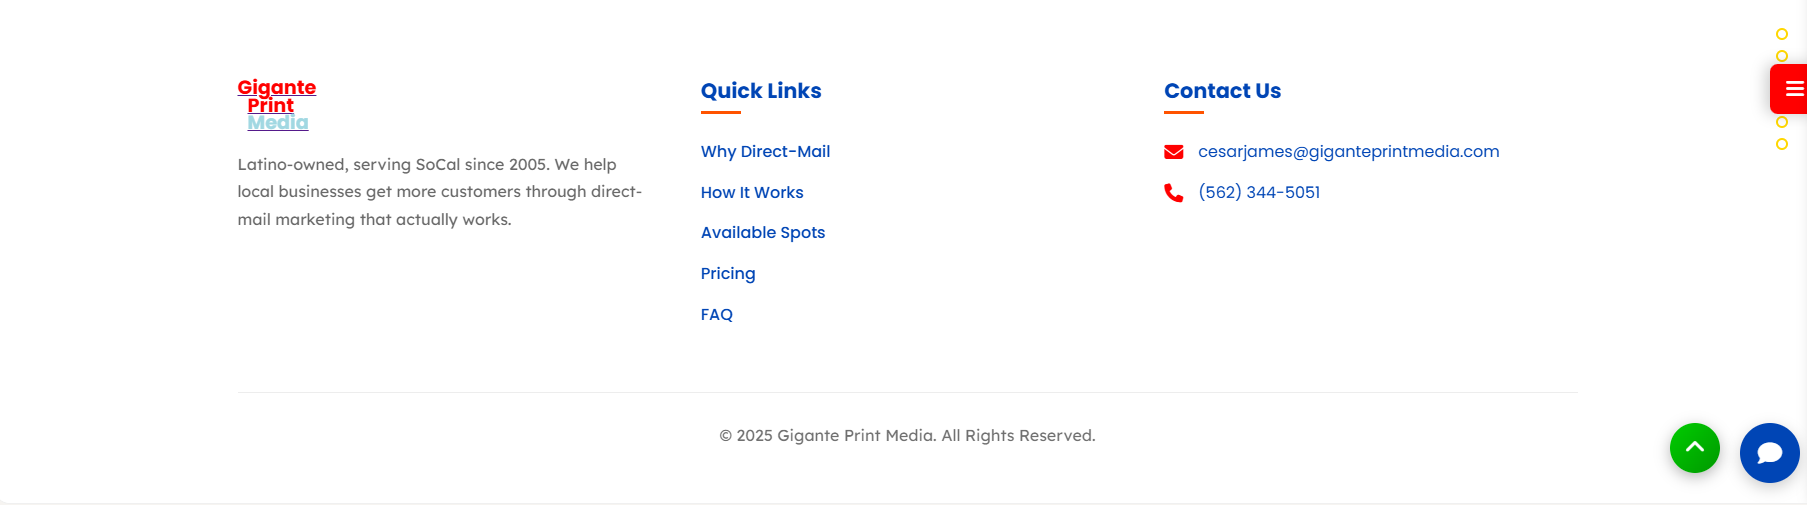 Gigante
Print
Media
Latino-owned, serving SoCal since 2005. We help
local businesses get more customers through direct-
mail marketing that actually works.
Quick Links
Why Direct-Mail
How It Works
Available Spots
Pricing
FAQ
Contact Us
cesarjames@giganteprintmedia.com
(562) 344-5051
© 2025 Gigante Print Media. All Rights Reserved.